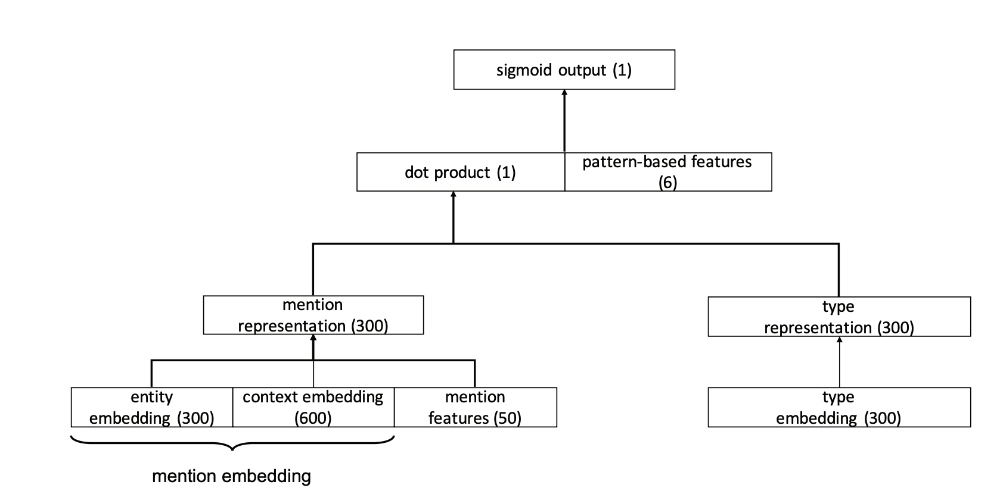 sigmoid output (1)
dot product (1)
pattern-based features
(6)
mention
representation (300)
type
representation (300)
entity
embedding (300)
context embedding
(600)
mention
features (50)
type
embedding (300)
mention embedding